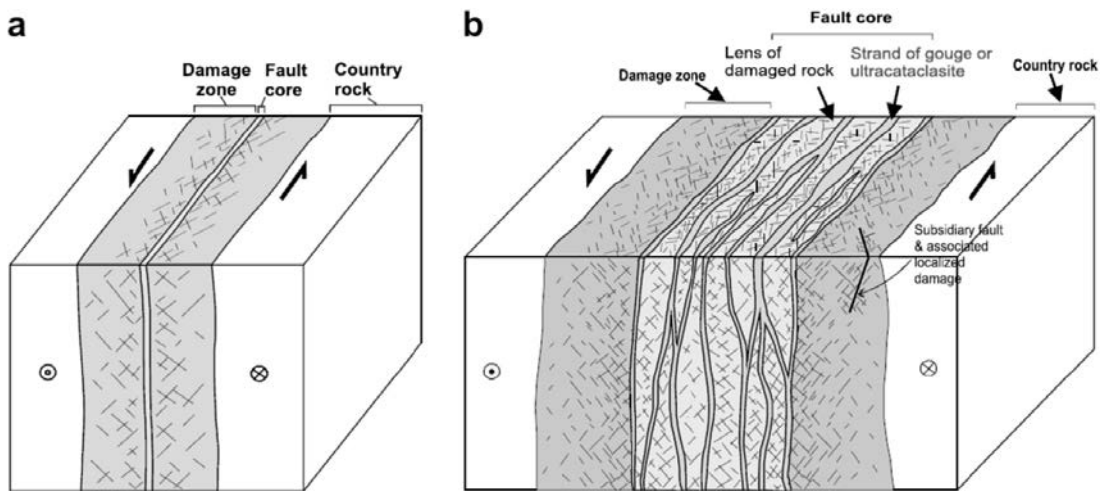 a
Damage
zone
Fault
core
Country
rock
b
Fault core
Damage zone
Lens of
damaged rock
Strand of gouge or
ultracataclasite
Country rock
Subsidiary fault
& associated
localized
damage